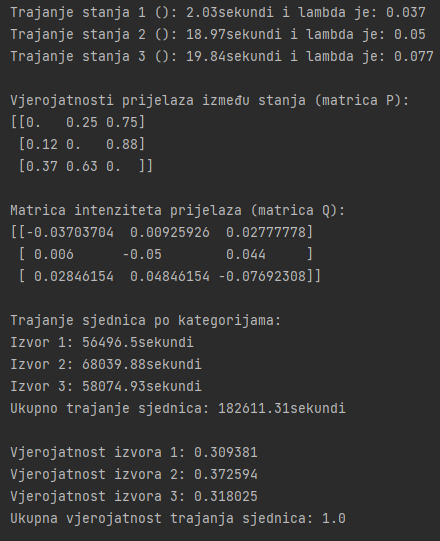 Trajanje stanja 1 (): 2.03sekundi i lambda je: 0.037
Trajanje stanja 2 (): 18.97sekundi i lambda je: 0.05
Trajanje stanja 3 (): 19.84sekundi i lambda je: 0.077
Vjerojatnosti prijelaza između stanja (matrica P):
[[0.   0.25 0.75]
 [0.12 0.   0.88]
 [0.37 0.63 0.  ]]
Matrica intenziteta prijelaza (matrica Q):
[[-0.03703704  0.00925926  0.02777778]
 [ 0.006      -0.05        0.044     ]
 [ 0.02846154  0.04846154 -0.07692308]]
Trajanje sjednica po kategorijama:
Izvor 1: 56496.5sekundi
Izvor 2: 68039.88sekundi
Izvor 3: 58074.93sekundi
Ukupno trajanje sjednica: 182611.31sekundi
Vjerojatnost izvora 1: 0.309381
Vjerojatnost izvora 2: 0.372594
Vjerojatnost izvora 3: 0.318025
Ukupna vjerojatnost trajanja sjednica: 1.0